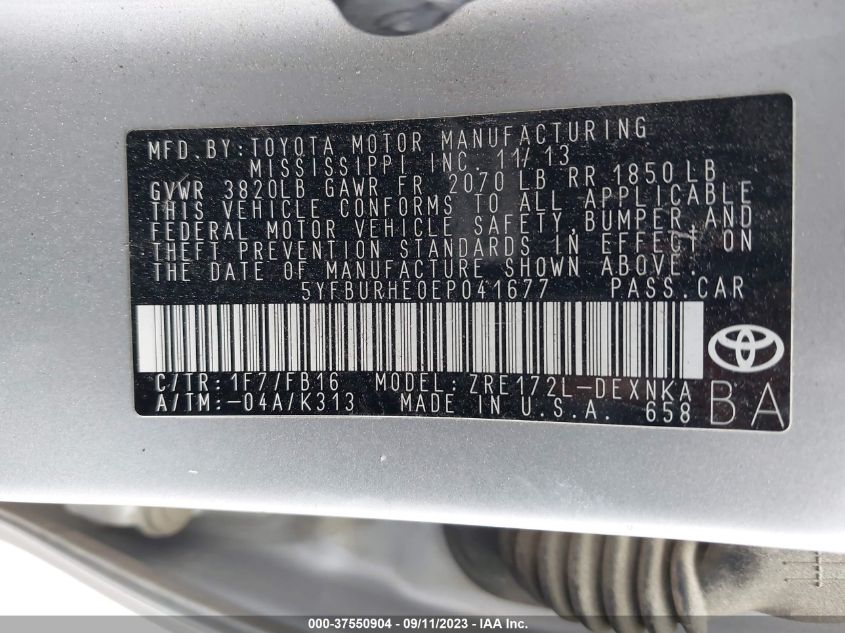 MFD.BY:TOYOTA MOTOR MANUFACTURING
MISSISSIPPI INC. 11/13
GVWR 3820LB GAWR FR 2070 LB RR 1850 LB
THIS VEHICLE CONFORMS TO ALL APPLICABLE
FEDERAL MOTOR VEHICLE SAFETY, BUMPER, AND
THEFT PREVENTION STANDARDS IN EFFECT ON
THE DATE OF MANUFACTURE SHOWN ABOVE.
5YFBURHE0EP041677 PASS.CAR
C/TR:1F7/FB16 MODEL:ZRE172L-DEXNKA
A/TM:-04A/K313 MADE IN U.S.A. 658
BA
000-37550904 - 09/11/2023 - IAA Inc.